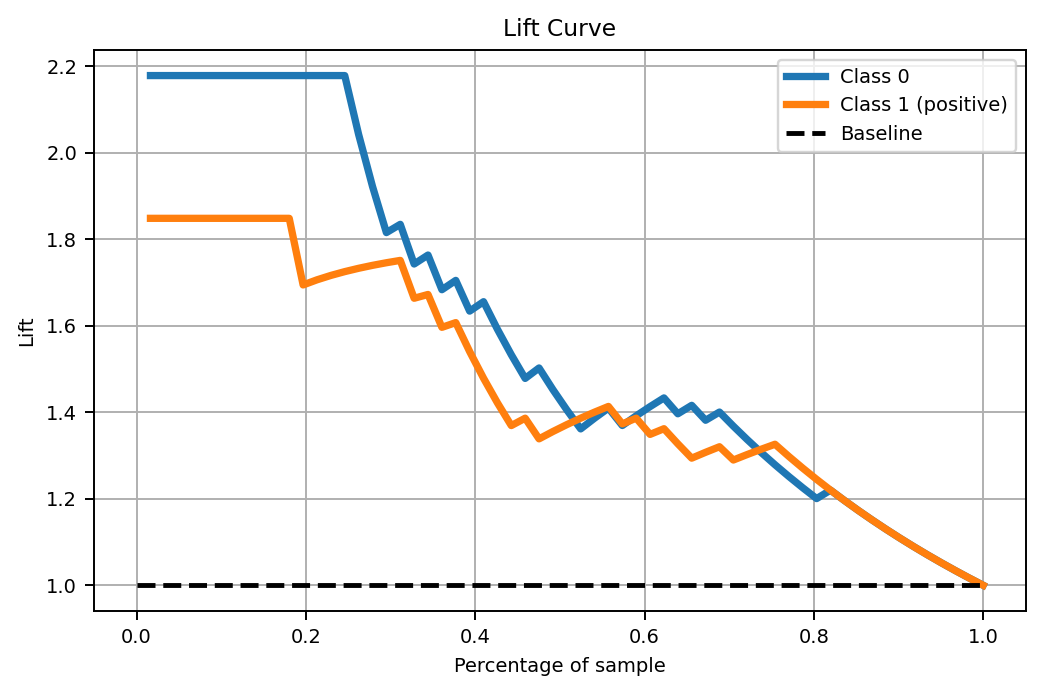 Lift Curve
2.2
2.0
1.8
1.6
1.4
1.2
1.0
Lift
Class 0
Class 1 (positive)
Baseline
0.0 0.2 0.4 0.6 0.8 1.0
Percentage of sample